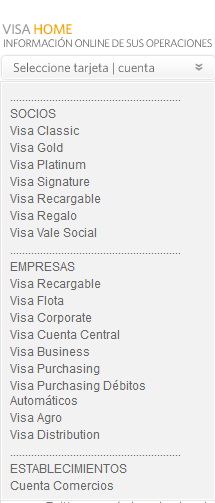 VISA HOME
INFORMACIÓN ONLINE DE SUS OPERACIONES
Seleccione tarjeta | cuenta
SOCIOS
Visa Classic
Visa Gold
Visa Platinum
Visa Signature
Visa Recargable
Visa Regalo
Visa Vale Social
EMPRESAS
Visa Recargable
Visa Flota
Visa Corporate
Visa Cuenta Central
Visa Business
Visa Purchasing
Visa Purchasing Débitos
Automáticos
Visa Agro
Visa Distribution
ESTABLECIMIENTOS
Cuenta Comercios